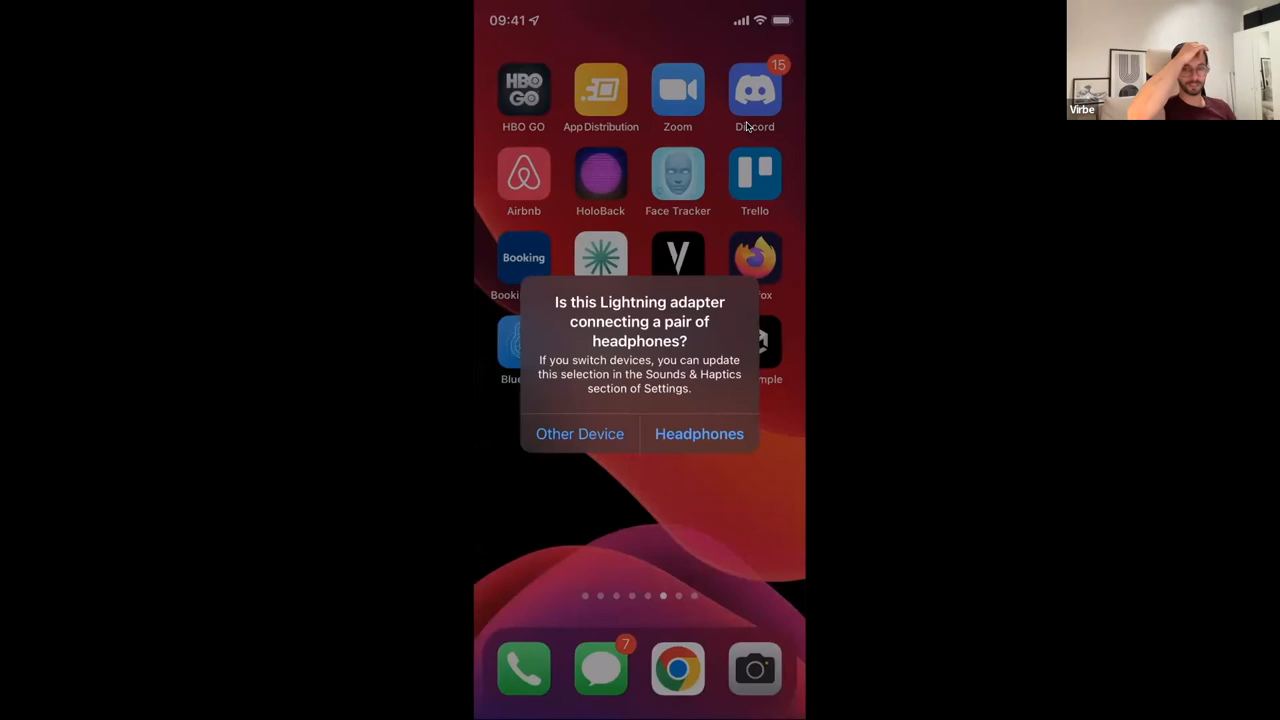 09:41
15
HBO
GO
HBO GO
App Distribution
Zoom
Discord
Airbnb
HoloBack
Face Tracker
Trello
Booking
Virbe
Is this Lightning adapter
connecting a pair of
headphones?
If you switch devices, you can update
this selection in the Sounds & Haptics
section of Settings.
Other Device
Headphones
7